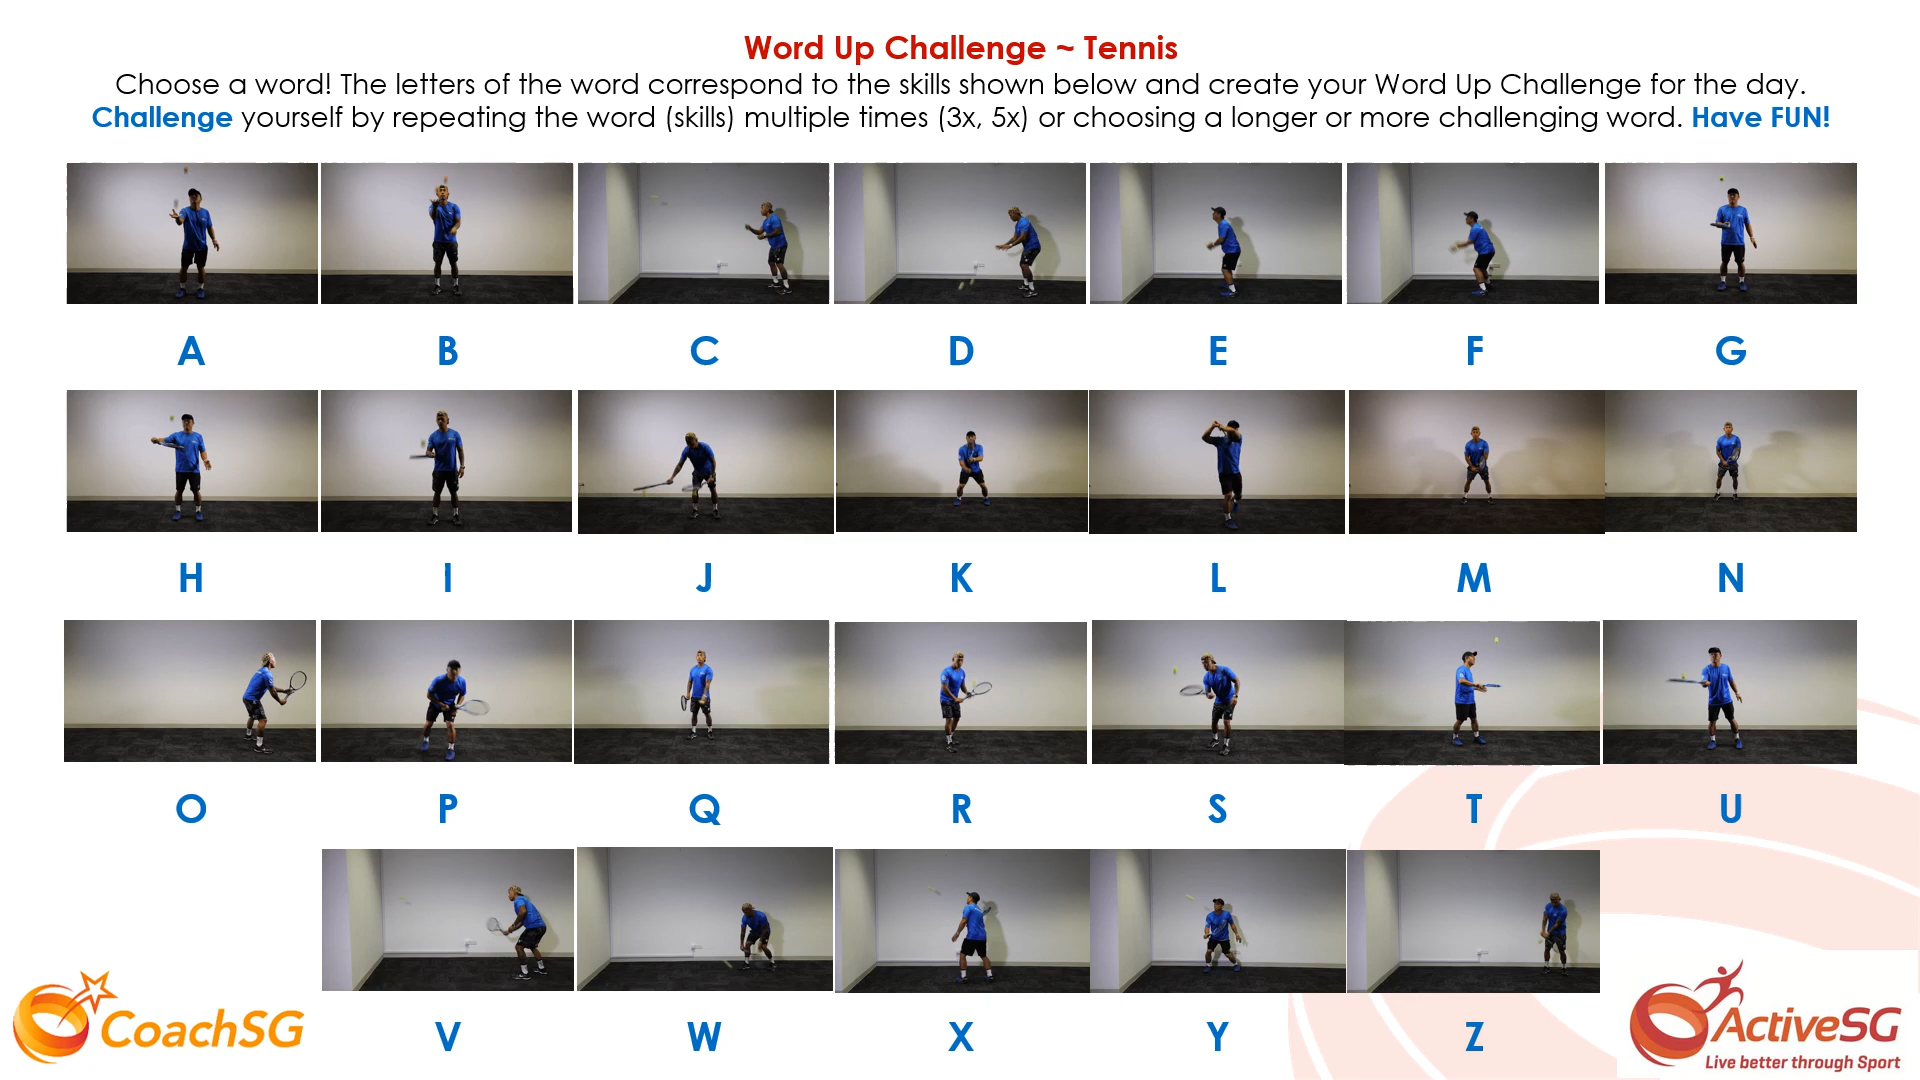 Word Up Challenge ~ Tennis
Choose a word! The letters of the word correspond to the skills shown below and create your Word Up Challenge for the day.
Challenge yourself by repeating the word (skills) multiple times (3x, 5x) or choosing a longer or more challenging word. Have FUN!
A B C D E F G
H I J K L M N
O P Q R S T U
V W X Y Z
CoachSG
ActiveSG
Live better through Sport